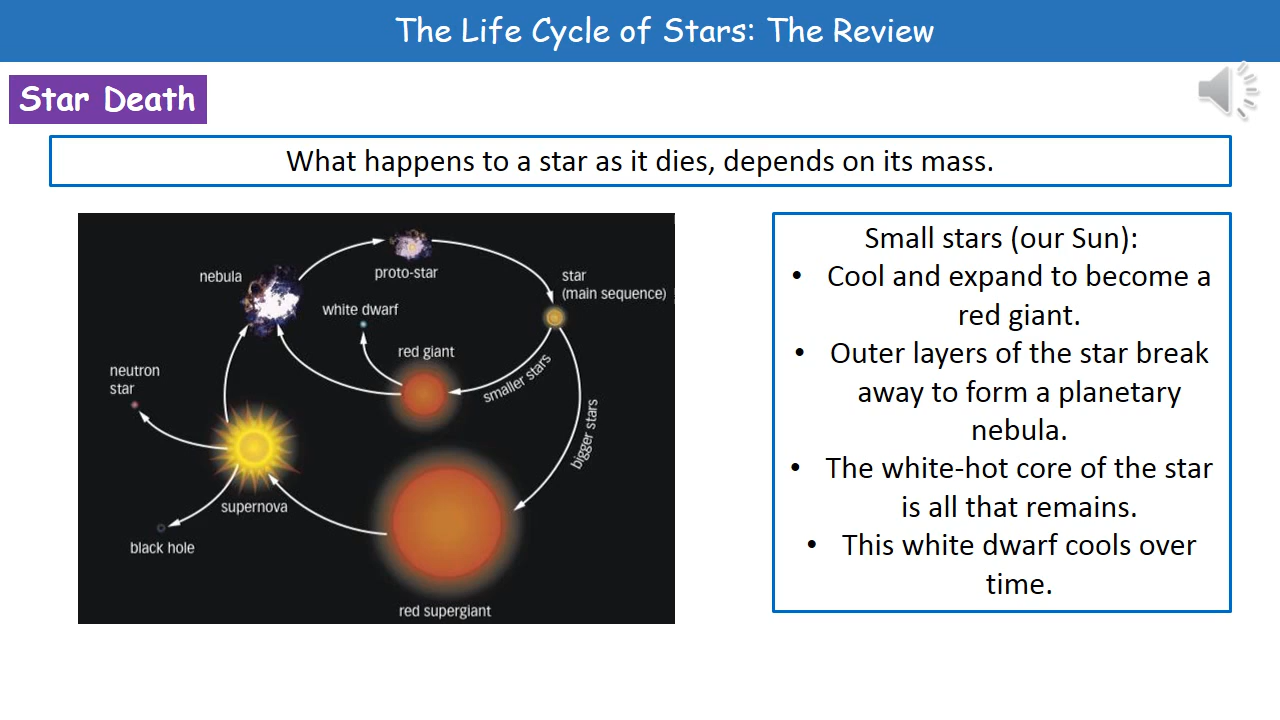 The Life Cycle of Stars: The Review
Star Death
What happens to a star as it dies, depends on its mass.
nebula
proto-star
star
(main sequence)
white dwarf
red giant
smaller stars
bigger stars
neutron
star
supernova
black hole
red supergiant
Small stars (our Sun):
• Cool and expand to become a
red giant.
• Outer layers of the star break
away to form a planetary
nebula.
• The white-hot core of the star
is all that remains.
• This white dwarf cools over
time.